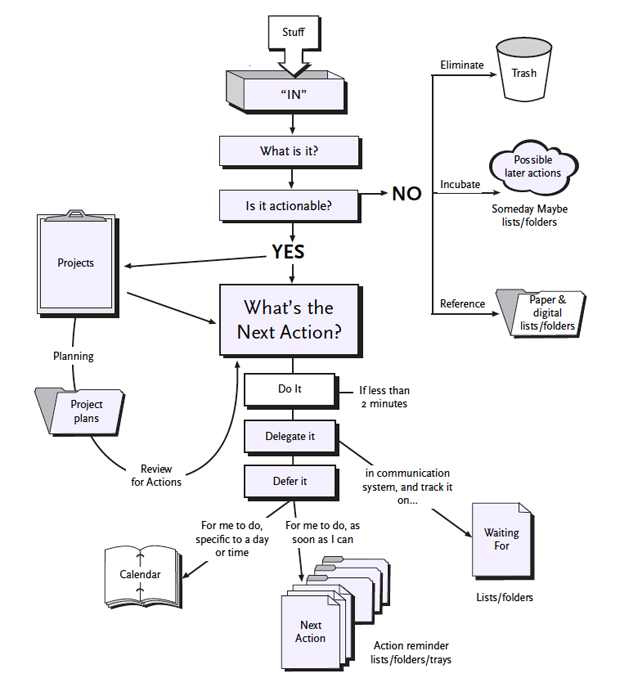 Stuff
“IN”
What is it?
Is it actionable?
NO
Eliminate
Trash
Incubate
Possible
later actions
Someday Maybe
lists/folders
Reference
Paper &
digital
lists/folders
YES
Projects
What’s the
Next Action?
Planning
Project
plans
Review
for Actions
Do It
If less than
2 minutes
Delegate it
in communication
system, and track it
on...
Waiting
For
Lists/folders
Defer it
For me to do,
specific to a day
or time
Calendar
For me to do, as
soon as I can
Next
Action
Action reminder
lists/folders/trays